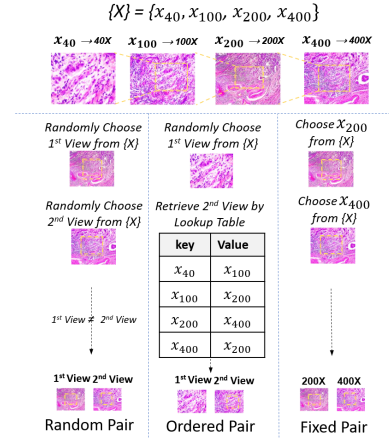 {X} = {x₄₀, x₁₀₀, x₂₀₀, x₄₀₀}
x₄₀ → 40X x₁₀₀ → 100X x₂₀₀ → 200X x₄₀₀ → 400X
Randomly Choose
1st View from {X}
Randomly Choose
2nd View from {X}
1st View ≠ 2nd View
1st View 2nd View
Random Pair
Randomly Choose
1st View from {X}
Retrieve 2nd View by
Lookup Table
key Value
x₄₀ x₁₀₀
x₁₀₀ x₂₀₀
x₂₀₀ x₄₀₀
x₄₀₀ x₂₀₀
1st View 2nd View
Ordered Pair
Choose x₂₀₀
from {X}
Choose x₄₀₀
from {X}
200X 400X
Fixed Pair